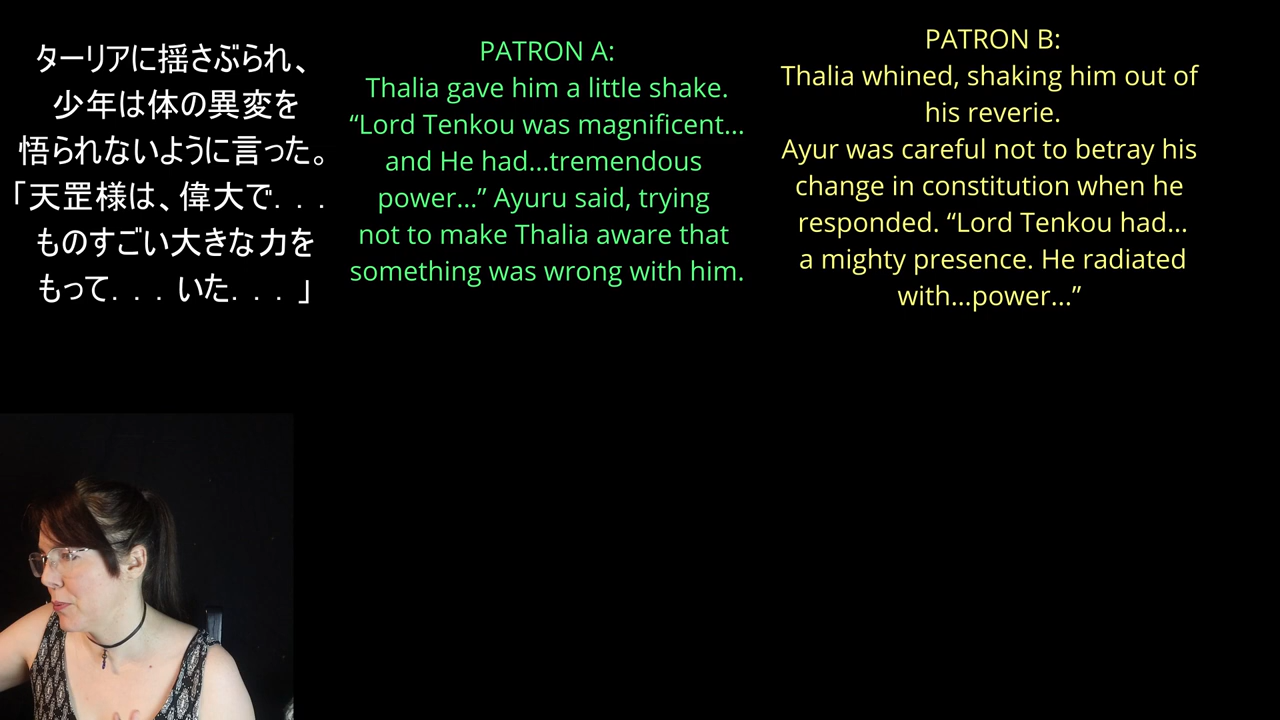 ターリアに揺さぶられ、
少年は体の異変を
悟られないように言った。
「天罡様は、偉大で. . .
ものすごい大きな力を
もって. . . いた. . . 」
PATRON A:
Thalia gave him a little shake.
“Lord Tenkou was magnificent...
and He had...tremendous
power...” Ayuru said, trying
not to make Thalia aware that
something was wrong with him.
PATRON B:
Thalia whined, shaking him out of
his reverie.
Ayur was careful not to betray his
change in constitution when he
responded. “Lord Tenkou had...
a mighty presence. He radiated
with...power...”